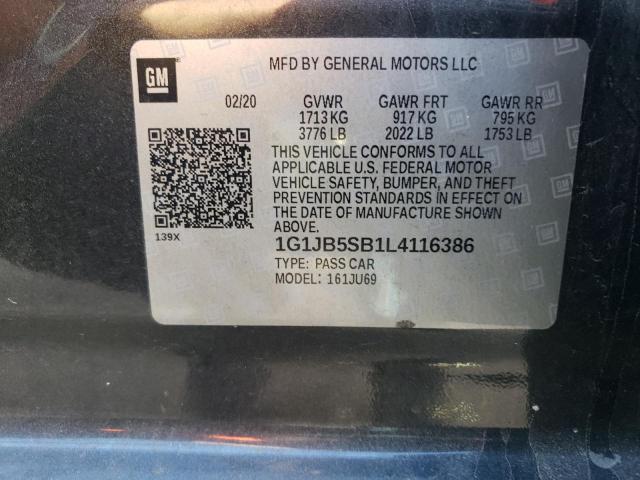 GM
MFD BY GENERAL MOTORS LLC
02/20 GVWR GAWR FRT GAWR RR
1713 KG 917 KG 795 KG
3776 LB 2022 LB 1753 LB
THIS VEHICLE CONFORMS TO ALL
APPLICABLE U.S. FEDERAL MOTOR
VEHICLE SAFETY, BUMPER, AND THEFT
PREVENTION STANDARDS IN EFFECT ON
THE DATE OF MANUFACTURE SHOWN
ABOVE.
139X
1G1JB5SB1L4116386
TYPE: PASS CAR
MODEL: 161JU69